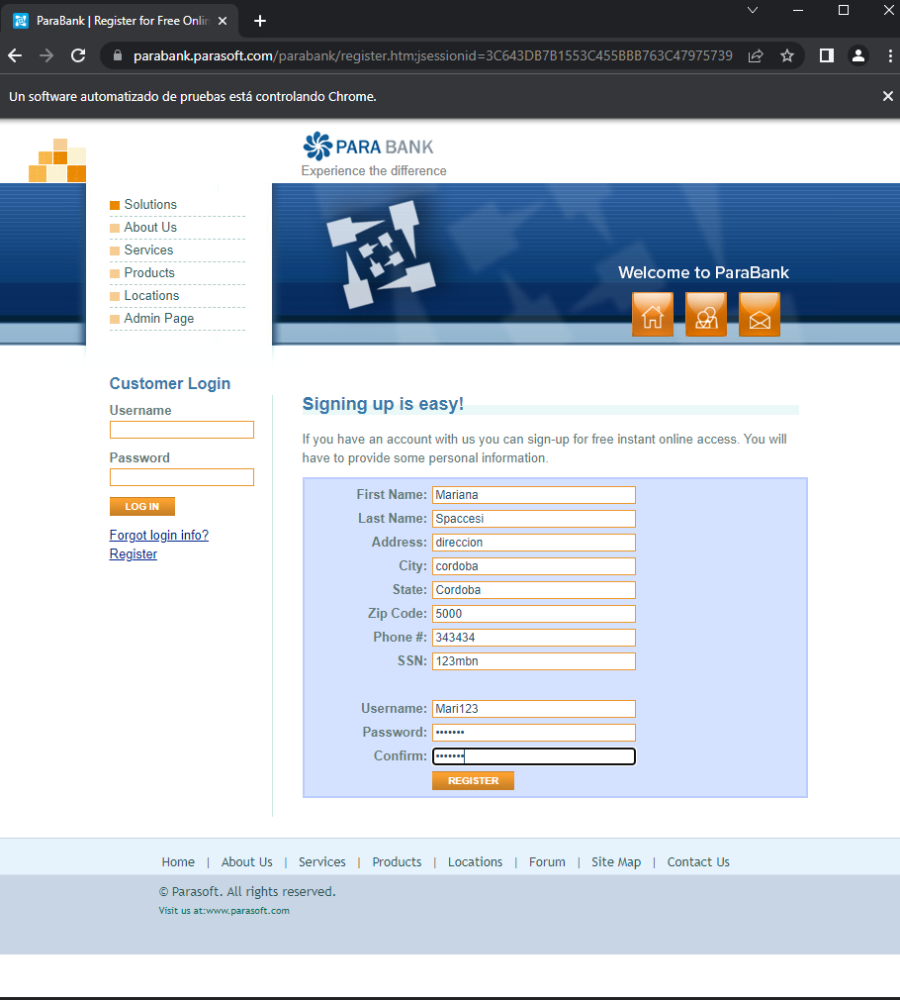 ParaBank | Register for Free Onlin
parabank.parasoft.com/parabank/register.htm;jsessionid=3C643DB7B1553C455BBB763C47975739
Un software automatizado de pruebas está controlando Chrome.
PARA BANK
Experience the difference
Solutions
About Us
Services
Products
Locations
Admin Page
Welcome to ParaBank
Customer Login
Username
Password
LOG IN
Forgot login info?
Register
Signing up is easy!
If you have an account with us you can sign-up for free instant online access. You will
have to provide some personal information.
First Name: Mariana
Last Name: Spaccesi
Address: direccion
City: cordoba
State: Cordoba
Zip Code: 5000
Phone #: 343434
SSN: 123mbn
Username: Mari123
Password: •••••••
Confirm: •••••••
REGISTER
Home | About Us | Services | Products | Locations | Forum | Site Map | Contact Us
© Parasoft. All rights reserved.
Visit us at:www.parasoft.com